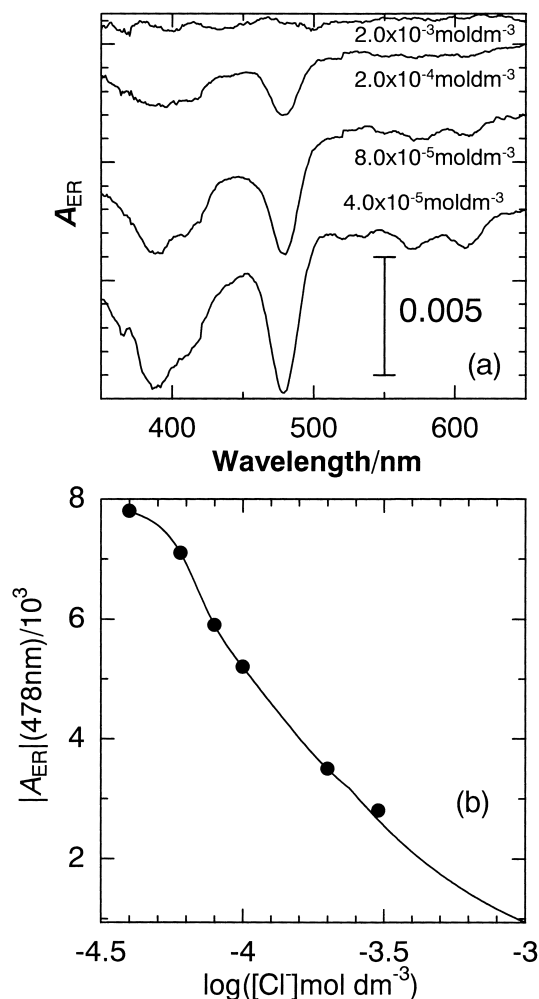 2.0x10⁻³moldm⁻³
2.0x10⁻⁴moldm⁻³
8.0x10⁻⁵moldm⁻³
4.0x10⁻⁵moldm⁻³
A_ER
0.005
(a)
400 500 600
Wavelength/nm
8
6
4
2
|A_ER|(478nm)/10³
(b)
-4.5 -4 -3.5 -3
log([Cl⁻]mol dm⁻³)